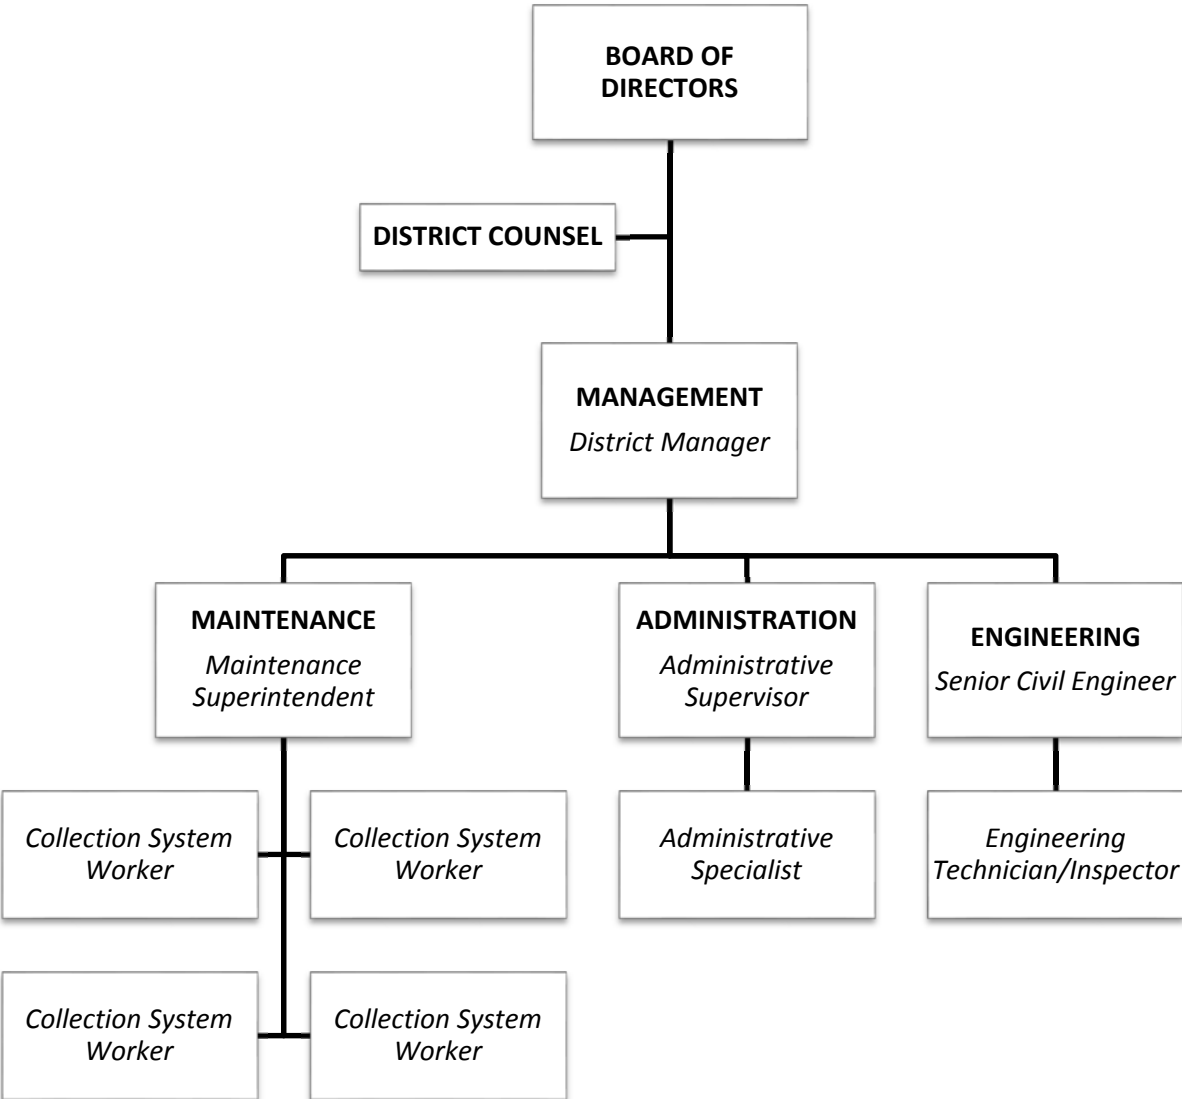 BOARD OF
DIRECTORS
DISTRICT COUNSEL
MANAGEMENT
District Manager
MAINTENANCE
Maintenance
Superintendent
ADMINISTRATION
Administrative
Supervisor
ENGINEERING
Senior Civil Engineer
Collection System
Worker
Collection System
Worker
Administrative
Specialist
Engineering
Technician/Inspector
Collection System
Worker
Collection System
Worker